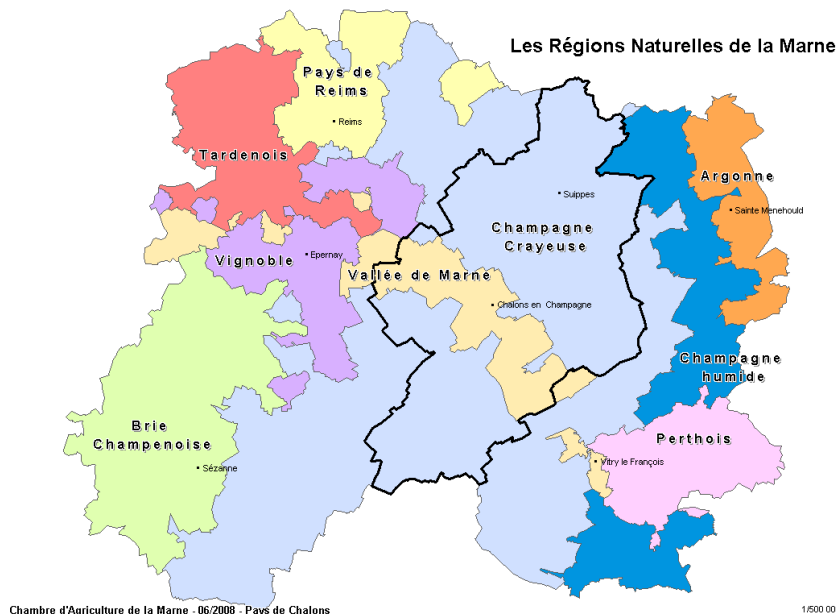 Les Régions Naturelles de la Marne
Pays de
Reims
Reims
Tardenois
Argonne
Suippes
Sainte Menehould
Champagne
Crayeuse
Vignoble
Epernay
Vallée de Marne
Chalons en Champagne
Champagne
humide
Brie
Champenoise
Perthois
Sézanne
Vitry le François
Chambre d'Agriculture de la Marne - 06/2008 - Pays de Chalons
1/500 00